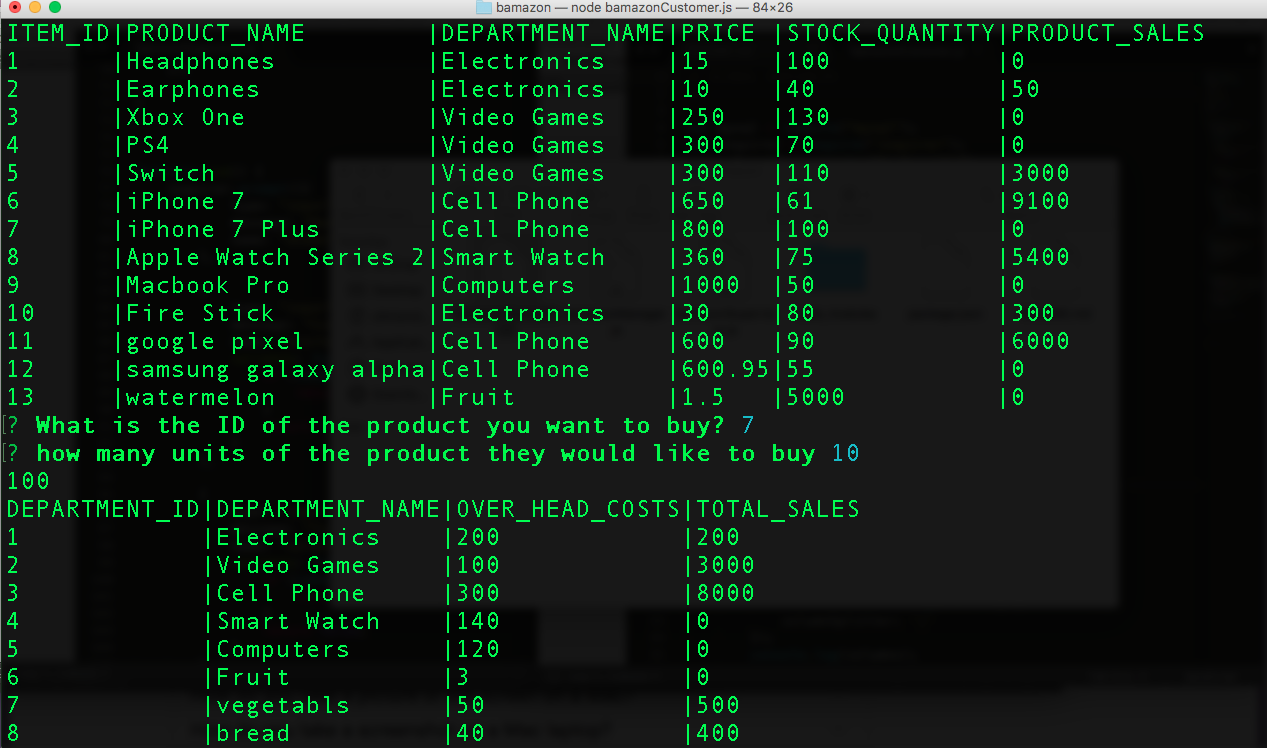 bamazon — node bamazonCustomer.js — 84×26
ITEM_ID|PRODUCT_NAME |DEPARTMENT_NAME|PRICE |STOCK_QUANTITY|PRODUCT_SALES
1 |Headphones |Electronics |15 |100 |0
2 |Earphones |Electronics |10 |40 |50
3 |Xbox One |Video Games |250 |130 |0
4 |PS4 |Video Games |300 |70 |0
5 |Switch |Video Games |300 |110 |3000
6 |iPhone 7 |Cell Phone |650 |61 |9100
7 |iPhone 7 Plus |Cell Phone |800 |100 |0
8 |Apple Watch Series 2|Smart Watch |360 |75 |5400
9 |Macbook Pro |Computers |1000 |50 |0
10 |Fire Stick |Electronics |30 |80 |300
11 |google pixel |Cell Phone |600 |90 |6000
12 |samsung galaxy alpha|Cell Phone |600.95|55 |0
13 |watermelon |Fruit |1.5 |5000 |0
[? What is the ID of the product you want to buy? 7
[? how many units of the product they would like to buy 10
100
DEPARTMENT_ID|DEPARTMENT_NAME|OVER_HEAD_COSTS|TOTAL_SALES
1 |Electronics |200 |200
2 |Video Games |100 |3000
3 |Cell Phone |300 |8000
4 |Smart Watch |140 |0
5 |Computers |120 |0
6 |Fruit |3 |0
7 |vegetabls |50 |500
8 |bread |40 |400